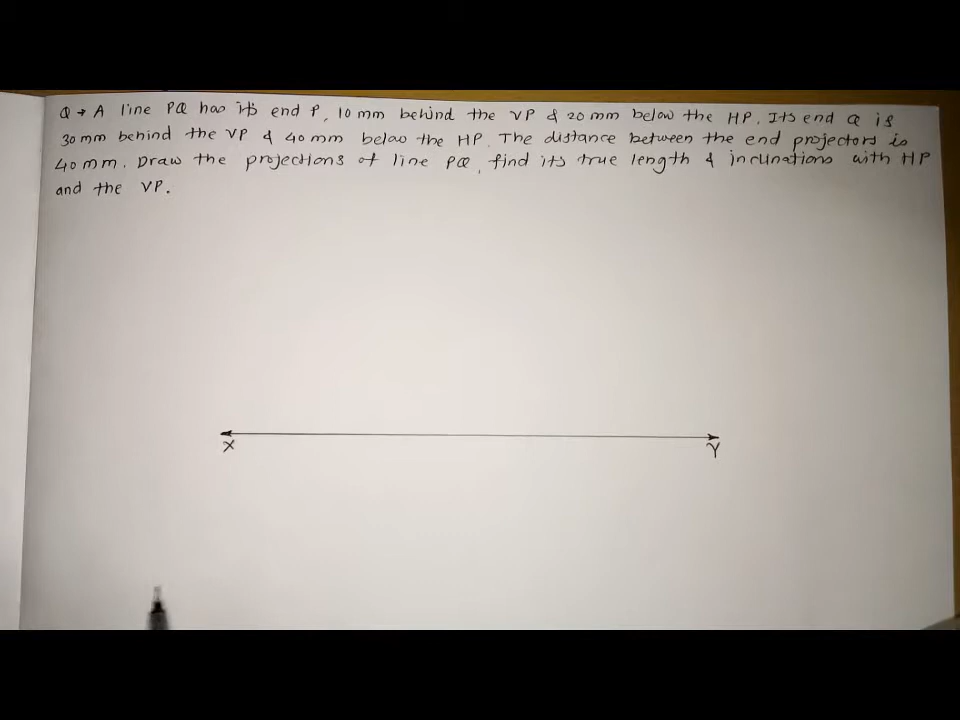 Q → A line PQ has its end P, 10 mm behind the VP & 20 mm below the HP. Its end Q is
30 mm behind the VP & 40 mm below the HP. The distance between the end projectors is
40 mm. Draw the projections of line PQ, find its true length & inclinations with HP
and the VP.
X Y